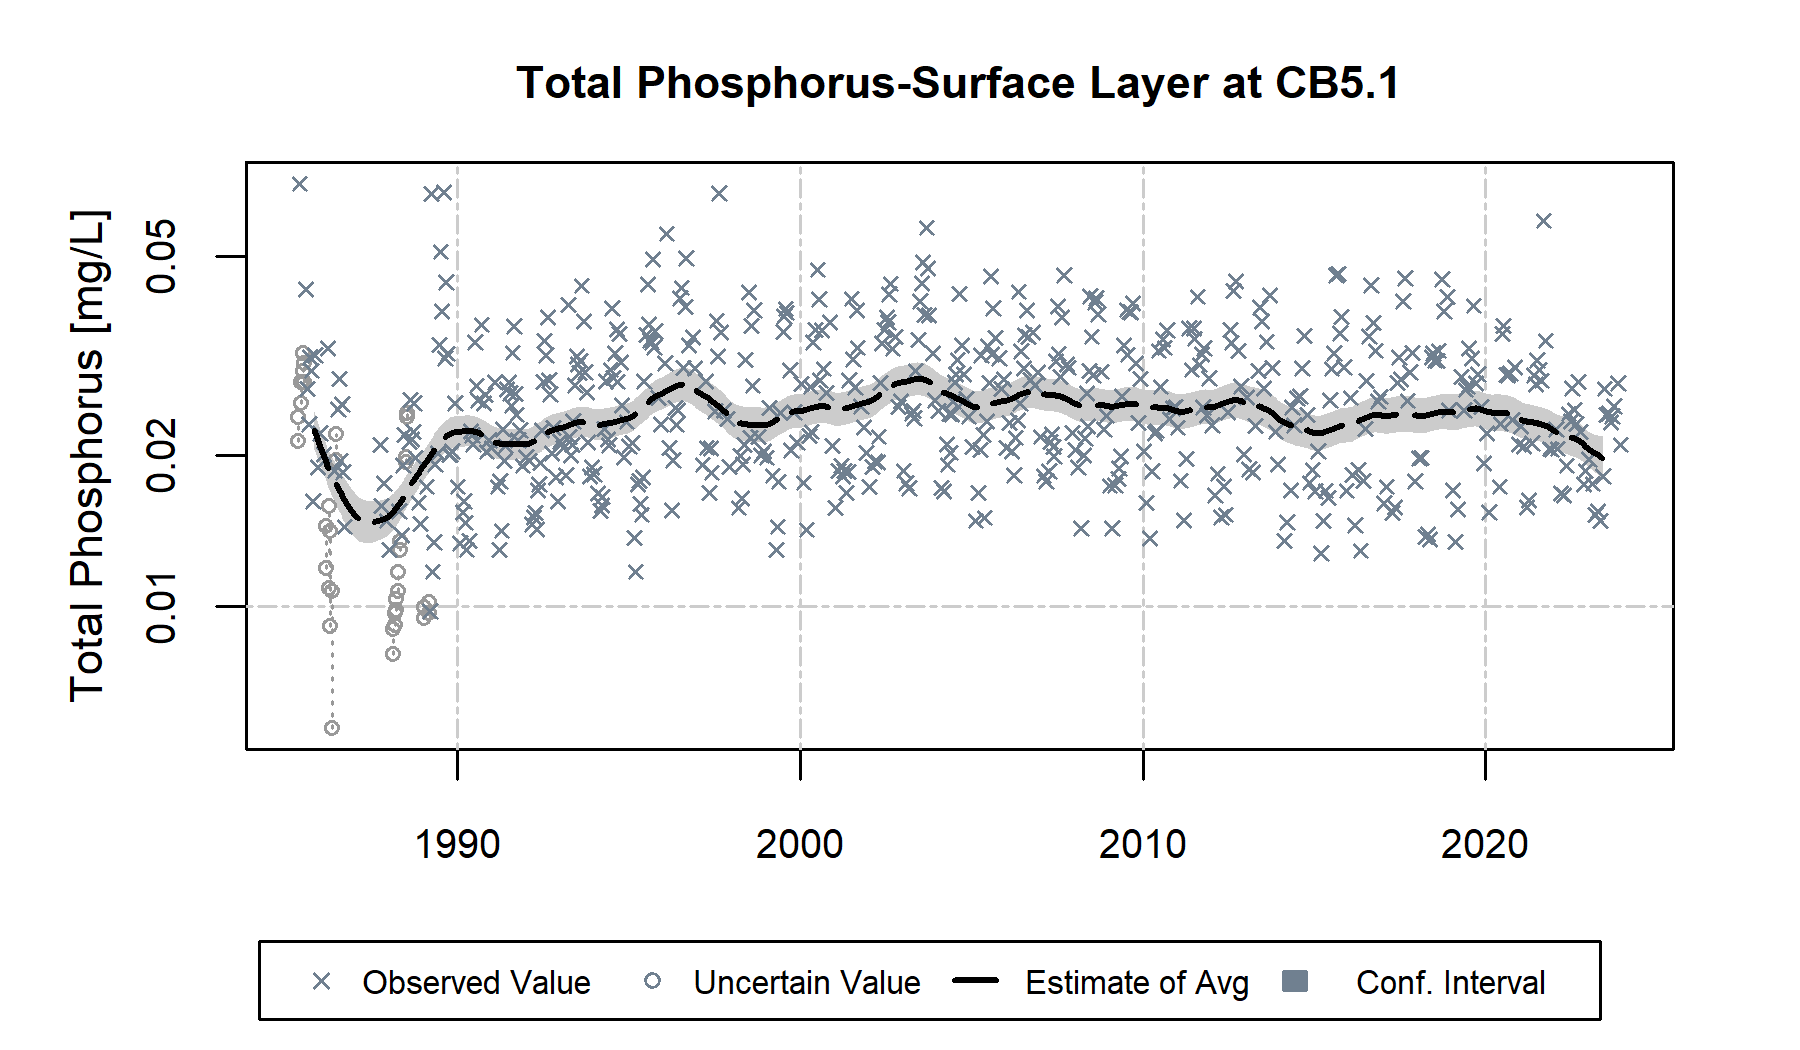 Total Phosphorus-Surface Layer at CB5.1
Total Phosphorus [mg/L]
0.05
0.02
0.01
1990 2000 2010 2020
Observed Value Uncertain Value Estimate of Avg Conf. Interval